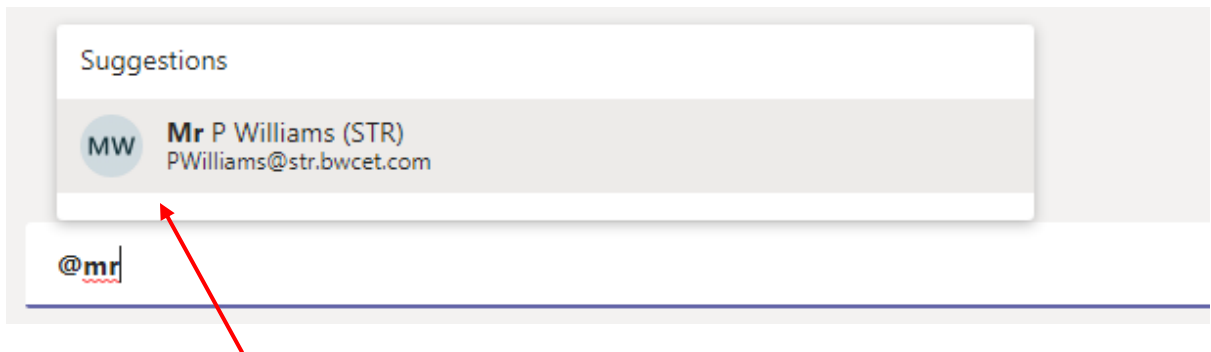 Suggestions
MW
Mr P Williams (STR)
PWilliams@str.bwcet.com
@mr